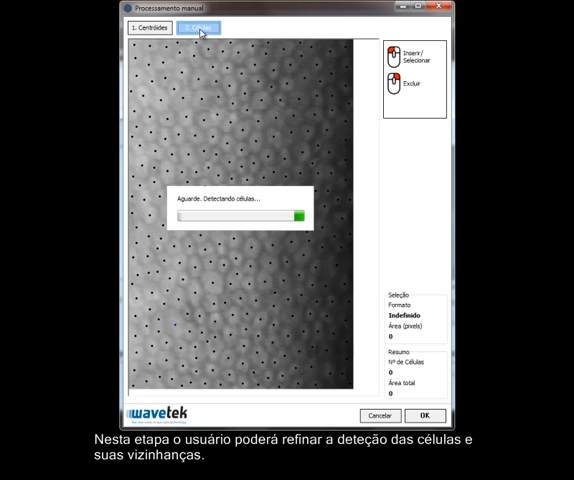 Processamento manual
1. Centróides
2. Células
Inserir/
Selecionar
Excluir
Aguarde. Detectando células...
Seleção
Formato
Indefinido
Área (pixels)
0
Resumo
Nº de Células
0
Área total
0
wavetek
Cancelar
OK
Nesta etapa o usuário poderá refinar a deteção das células e
suas vizinhanças.